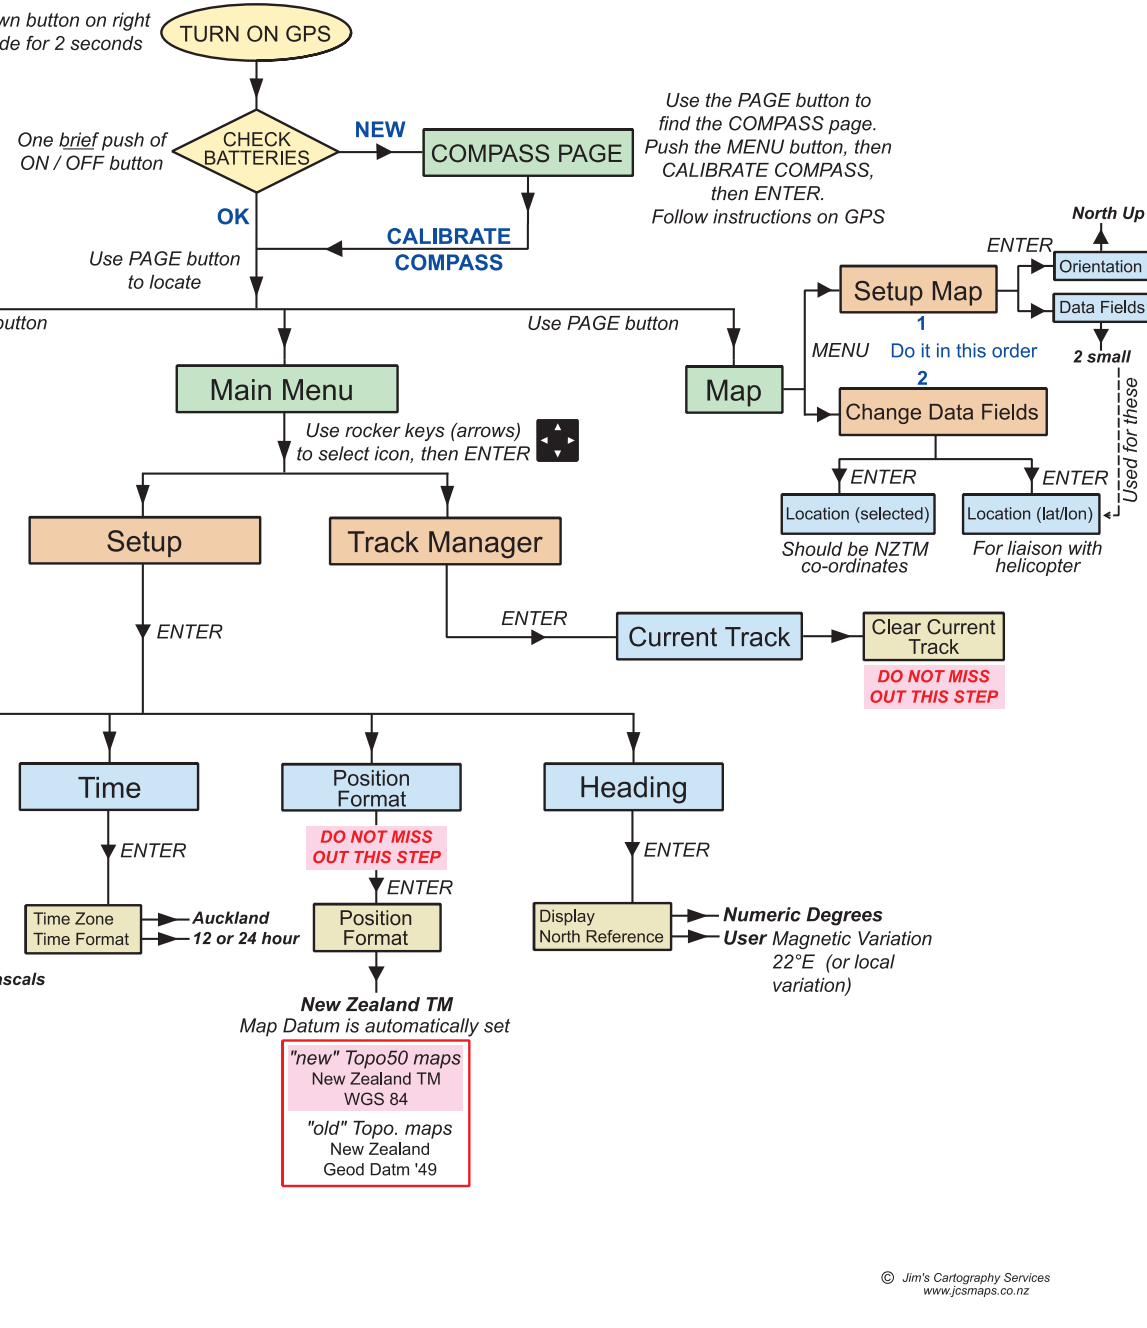 wn button on right
de for 2 seconds
TURN ON GPS
One brief push of
ON / OFF button
CHECK
BATTERIES
NEW
COMPASS PAGE
Use the PAGE button to
find the COMPASS page.
Push the MENU button, then
CALIBRATE COMPASS,
then ENTER.
Follow instructions on GPS
OK
CALIBRATE
COMPASS
Use PAGE button
to locate
button
Use PAGE button
North Up
ENTER
Orientation
Setup Map
Data Fields
1
MENU
Do it in this order
2
2 small
Used for these
Main Menu
Map
Change Data Fields
Use rocker keys (arrows)
to select icon, then ENTER
ENTER
ENTER
Location (selected)
Location (lat/lon)
Should be NZTM
co-ordinates
For liaison with
helicopter
Setup
Track Manager
ENTER
ENTER
Current Track
Clear Current
Track
DO NOT MISS
OUT THIS STEP
Time
Position
Format
Heading
DO NOT MISS
OUT THIS STEP
ENTER
ENTER
ENTER
Time Zone
Time Format
Auckland
12 or 24 hour
Position
Format
Display
North Reference
Numeric Degrees
User Magnetic Variation
22°E (or local
variation)
ascals
New Zealand TM
Map Datum is automatically set
"new" Topo50 maps
New Zealand TM
WGS 84
"old" Topo. maps
New Zealand
Geod Datm '49
© Jim's Cartography Services
www.jcsmaps.co.nz